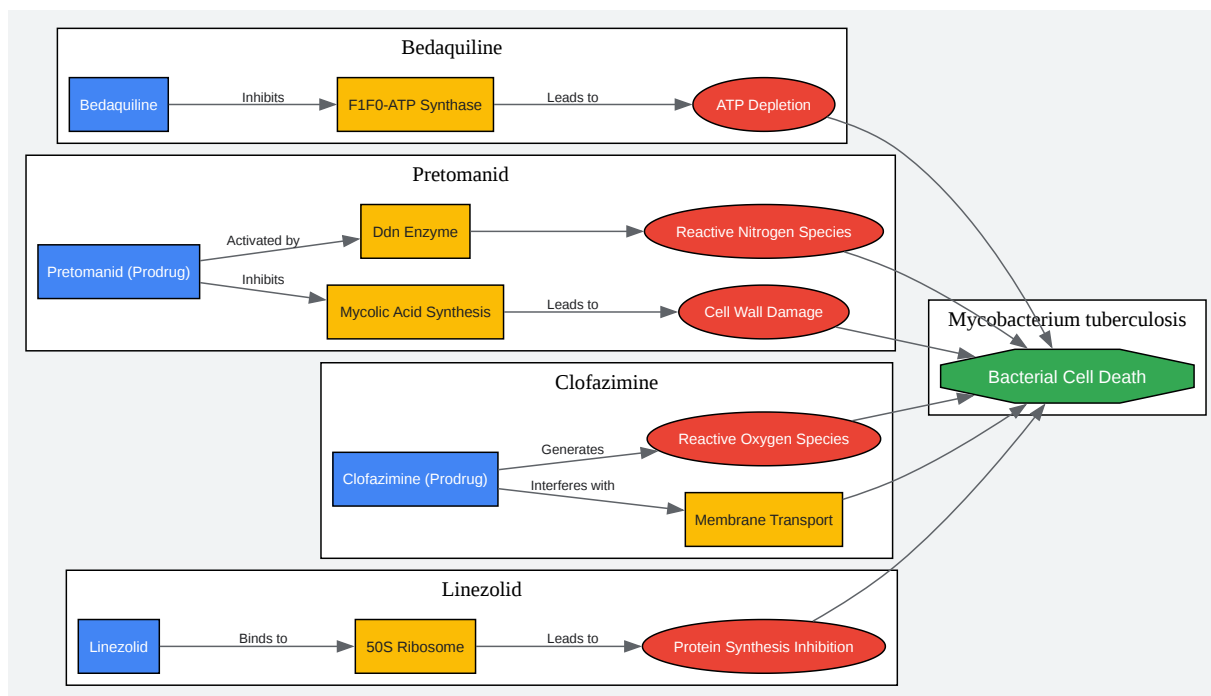 Bedaquiline
Bedaquiline
Inhibits
F1F0-ATP Synthase
Leads to
ATP Depletion
Pretomanid
Pretomanid (Prodrug)
Activated by
Ddn Enzyme
Reactive Nitrogen Species
Inhibits
Mycolic Acid Synthesis
Leads to
Cell Wall Damage
Mycobacterium tuberculosis
Bacterial Cell Death
Clofazimine
Clofazimine (Prodrug)
Generates
Reactive Oxygen Species
Interferes with
Membrane Transport
Linezolid
Linezolid
Binds to
50S Ribosome
Leads to
Protein Synthesis Inhibition